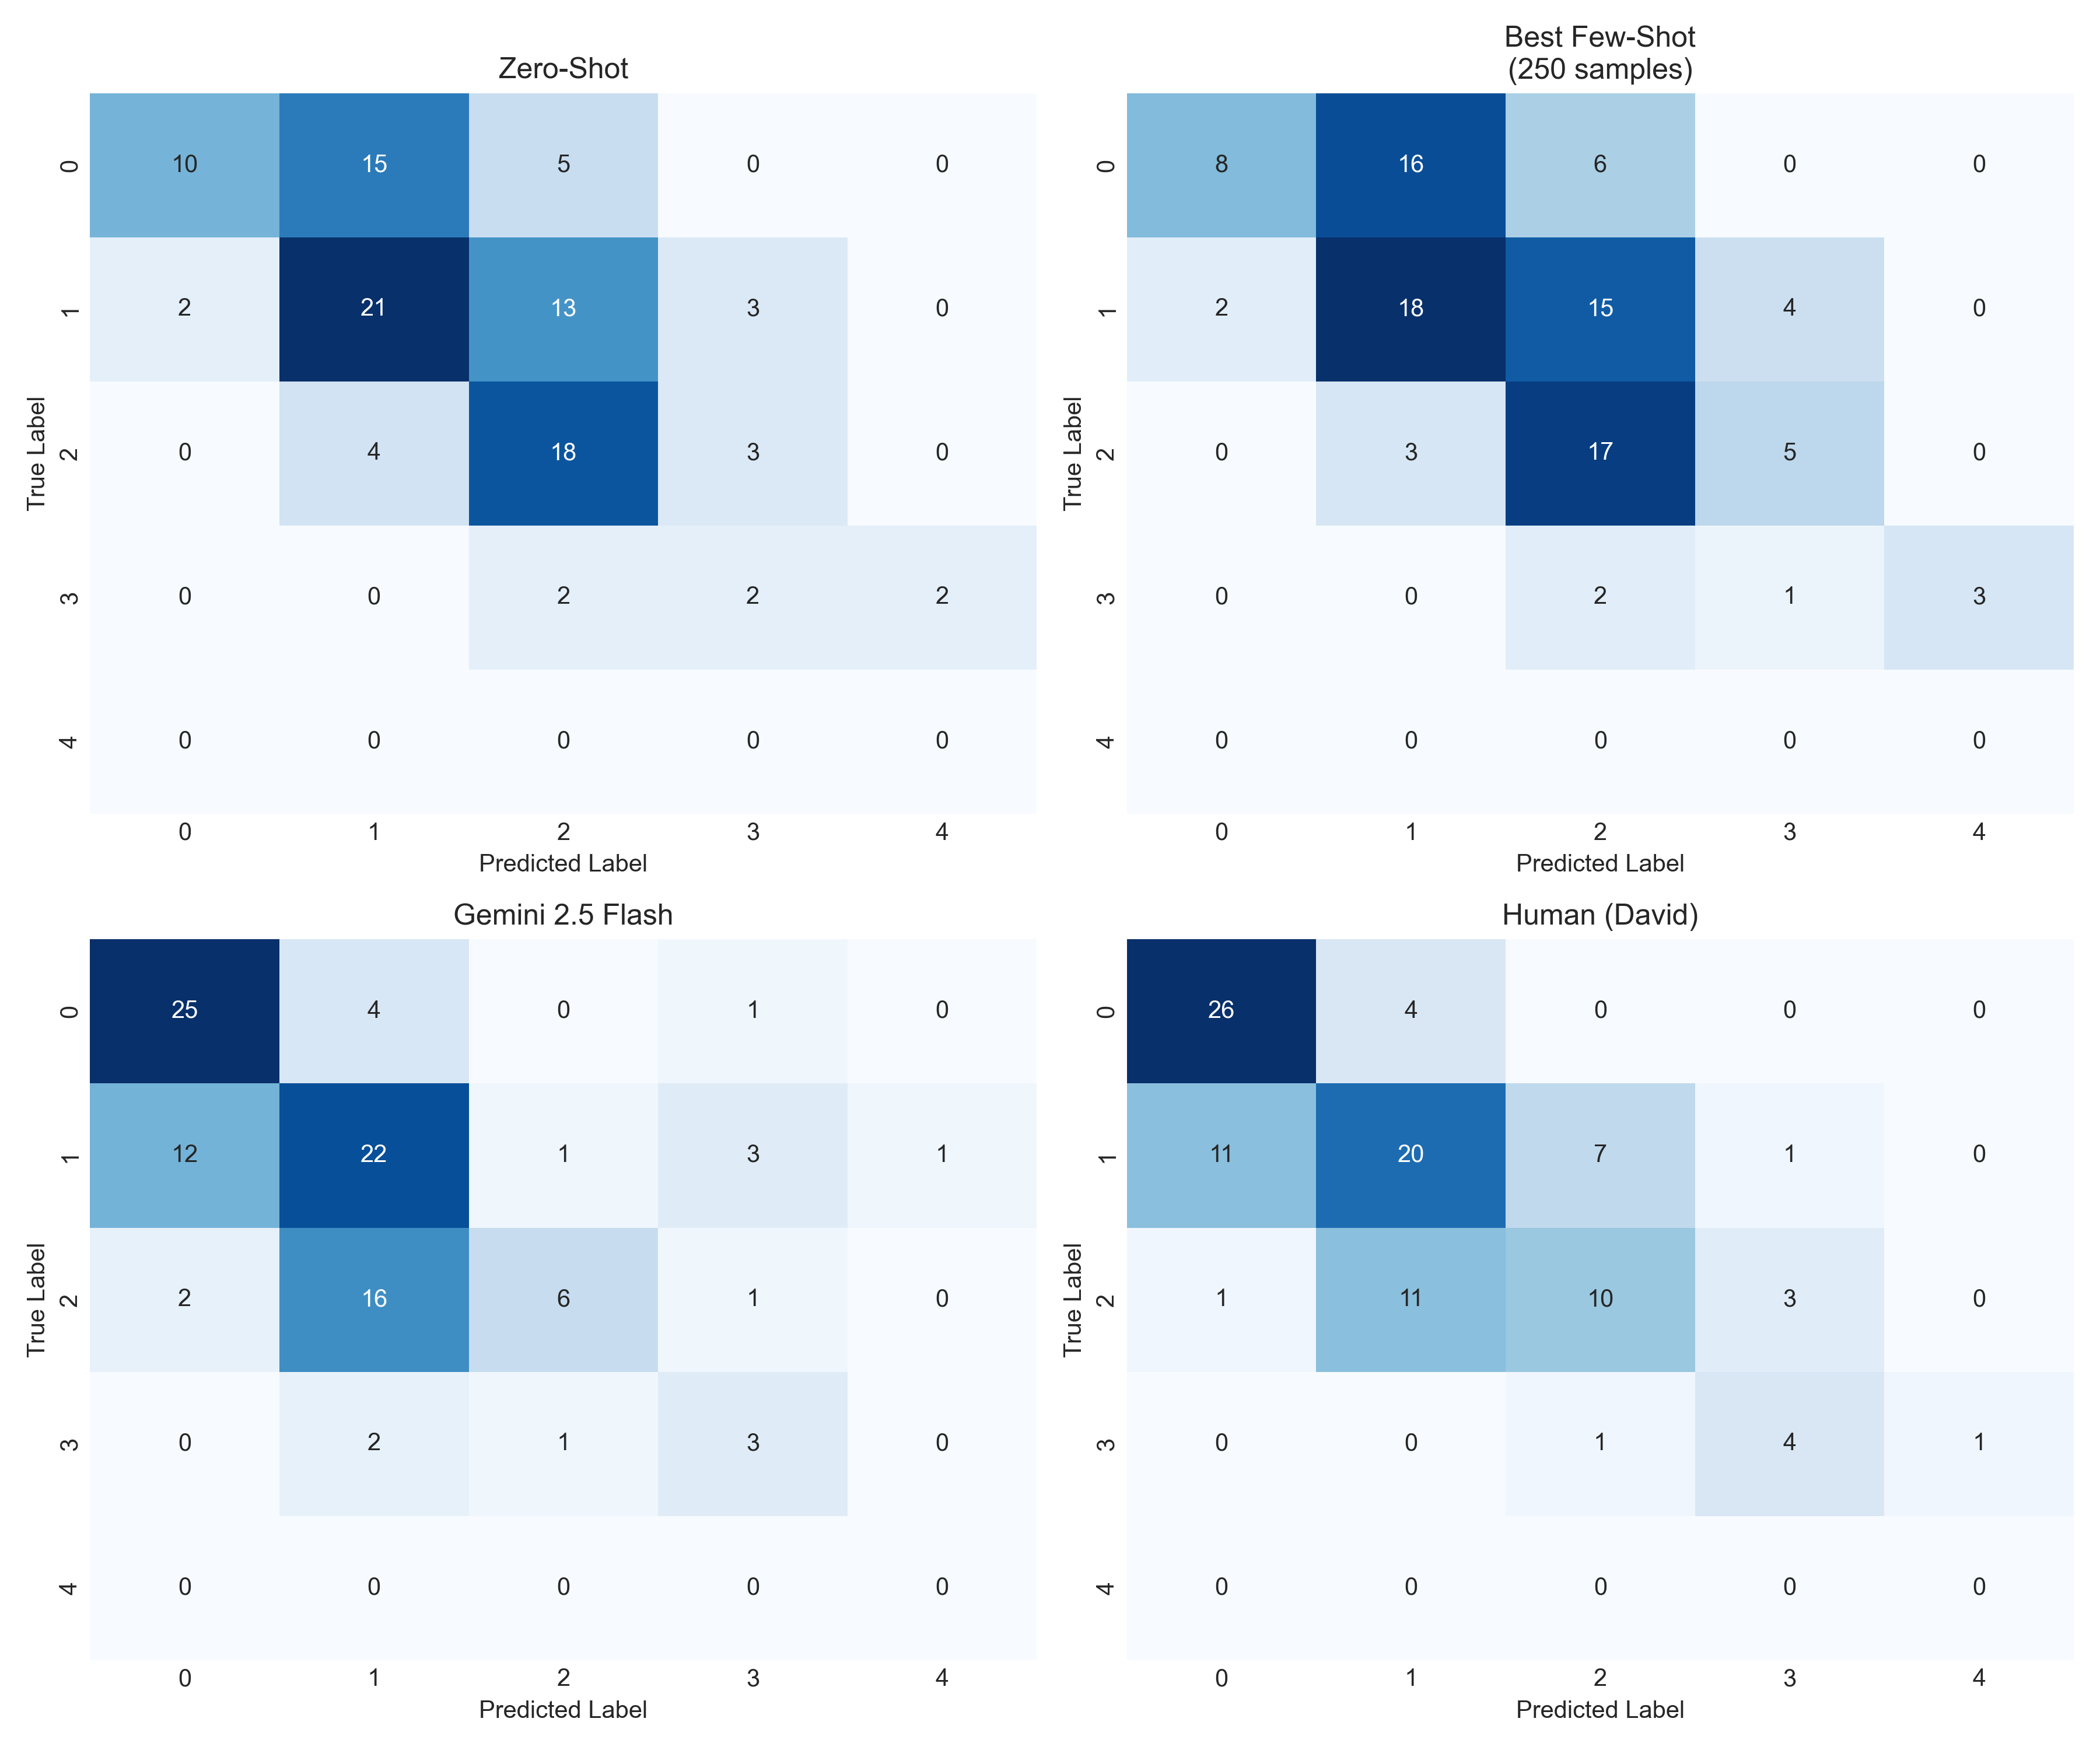 Zero-Shot
True Label
0 10 15 5 0 0
1 2 21 13 3 0
2 0 4 18 3 0
3 0 0 2 2 2
4 0 0 0 0 0
0 1 2 3 4
Predicted Label
Best Few-Shot
(250 samples)
True Label
0 8 16 6 0 0
1 2 18 15 4 0
2 0 3 17 5 0
3 0 0 2 1 3
4 0 0 0 0 0
0 1 2 3 4
Predicted Label
Gemini 2.5 Flash
True Label
0 25 4 0 1 0
1 12 22 1 3 1
2 2 16 6 1 0
3 0 2 1 3 0
4 0 0 0 0 0
0 1 2 3 4
Predicted Label
Human (David)
True Label
0 26 4 0 0 0
1 11 20 7 1 0
2 1 11 10 3 0
3 0 0 1 4 1
4 0 0 0 0 0
0 1 2 3 4
Predicted Label